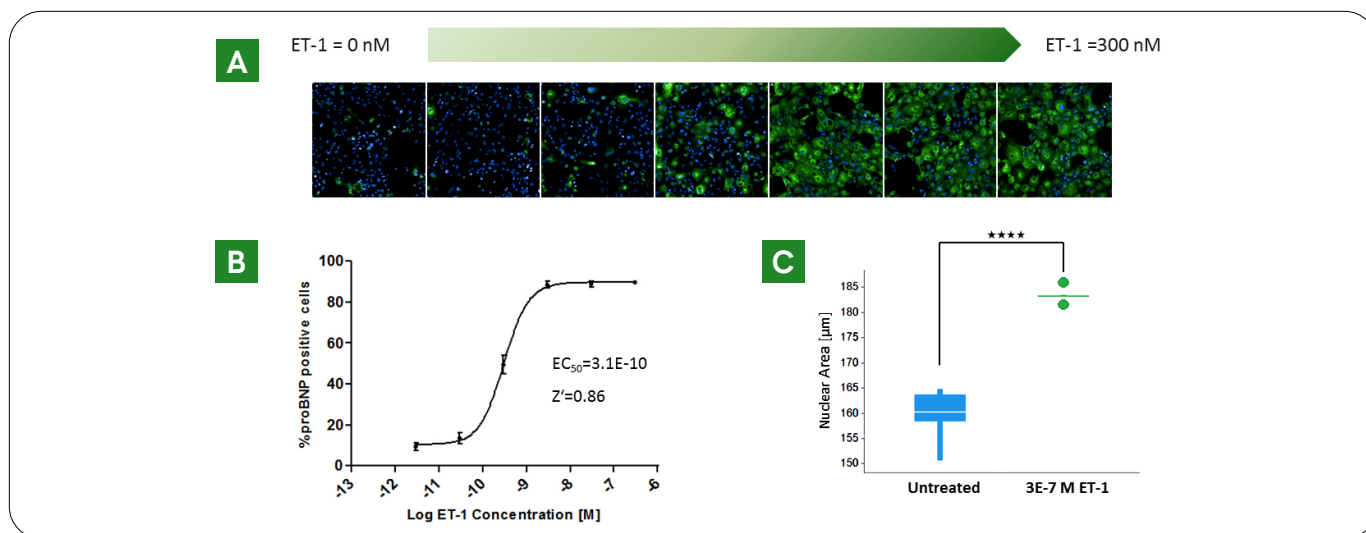 ET-1 = 0 nM
ET-1 =300 nM
A
B
100
80
60
40
20
0
%proBNP positive cells
EC₅₀=3.1E-10
Z'=0.86
-13
-12
-11
-10
-9
-8
-7
-6
Log ET-1 Concentration [M]
C
★★★★
185
180
175
170
165
160
155
150
Nuclear Area [µm]
Untreated
3E-7 M ET-1